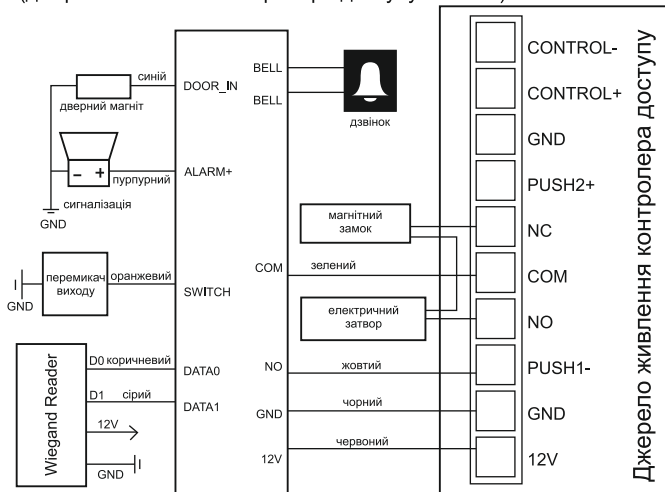 синій
DOOR_IN
дверний магніт
ALARM+
пурпурний
сигналізація
GND
перемикач
виходу
оранжевий
SWITCH
GND
Wiegand Reader
D0 коричневий
DATA0
D1 сірий
DATA1
12V
GND
BELL
BELL
дзвінок
магнітний
замок
COM
зелений
електричний
затвор
NO
жовтий
GND
чорний
12V
червоний
CONTROL-
CONTROL+
GND
PUSH2+
NC
COM
NO
PUSH1-
GND
12V
Джерело живлення контролера доступу